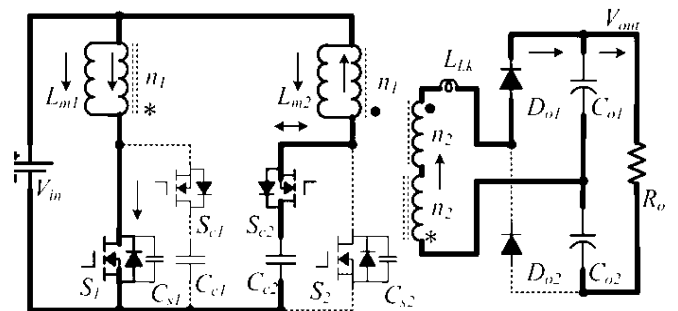 V_out
L_m1
n_1
*
L_m2
n_1
L_Lk
D_o1
C_o1
V_in
S_c1
S_c2
n_2
n_2
*
R_o
S_1
C_s1
C_c1
C_c2
S_2
C_s2
D_o2
C_o2